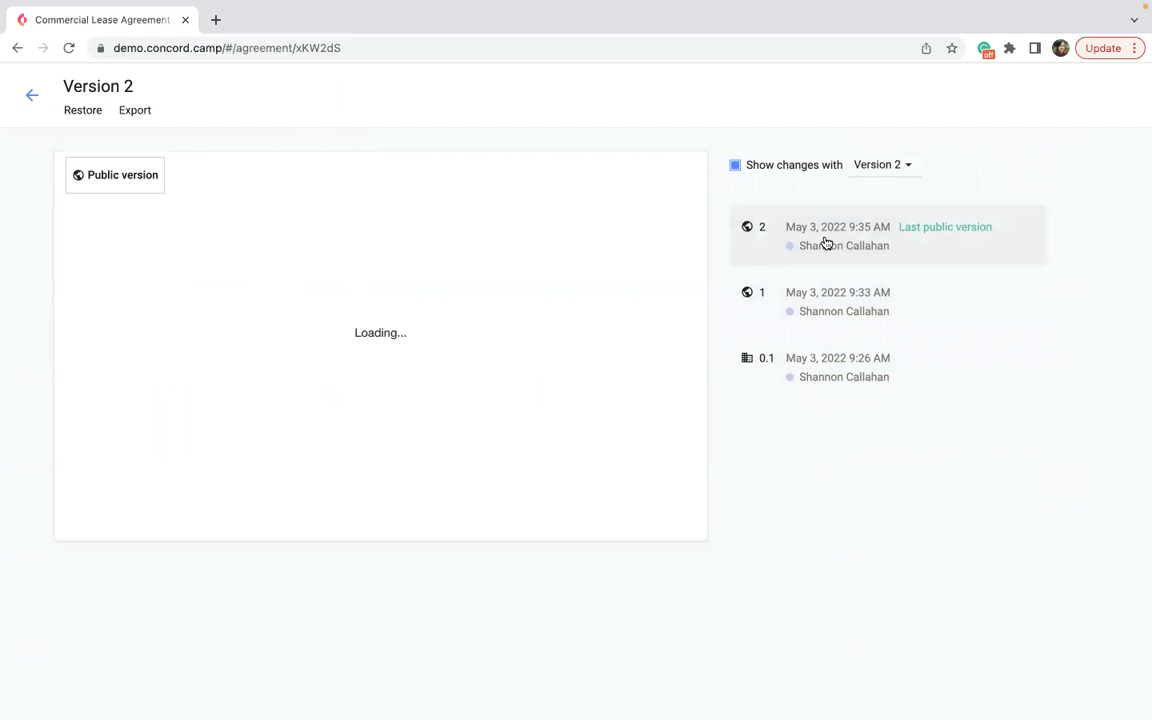 Commercial Lease Agreement
demo.concord.camp/#/agreement/xKW2dS
off
Update
Version 2
Restore
Export
Public version
Loading...
Show changes with
Version 2
2
May 3, 2022 9:35 AM
Last public version
Shannon Callahan
1
May 3, 2022 9:33 AM
Shannon Callahan
0.1
May 3, 2022 9:26 AM
Shannon Callahan